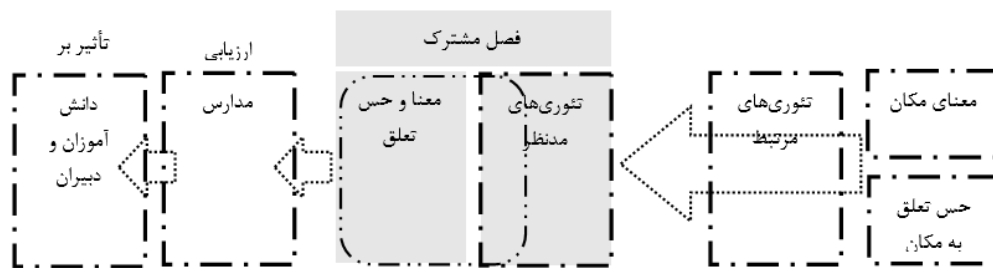 معنای مکان
حس تعلق
به مکان
تئوری‌های
مرتبط
فصل مشترک
تئوری‌های
مدنظر
معنا و حس
تعلق
ارزیابی
مدارس
تأثیر بر
دانش
آموزان و
دبیران